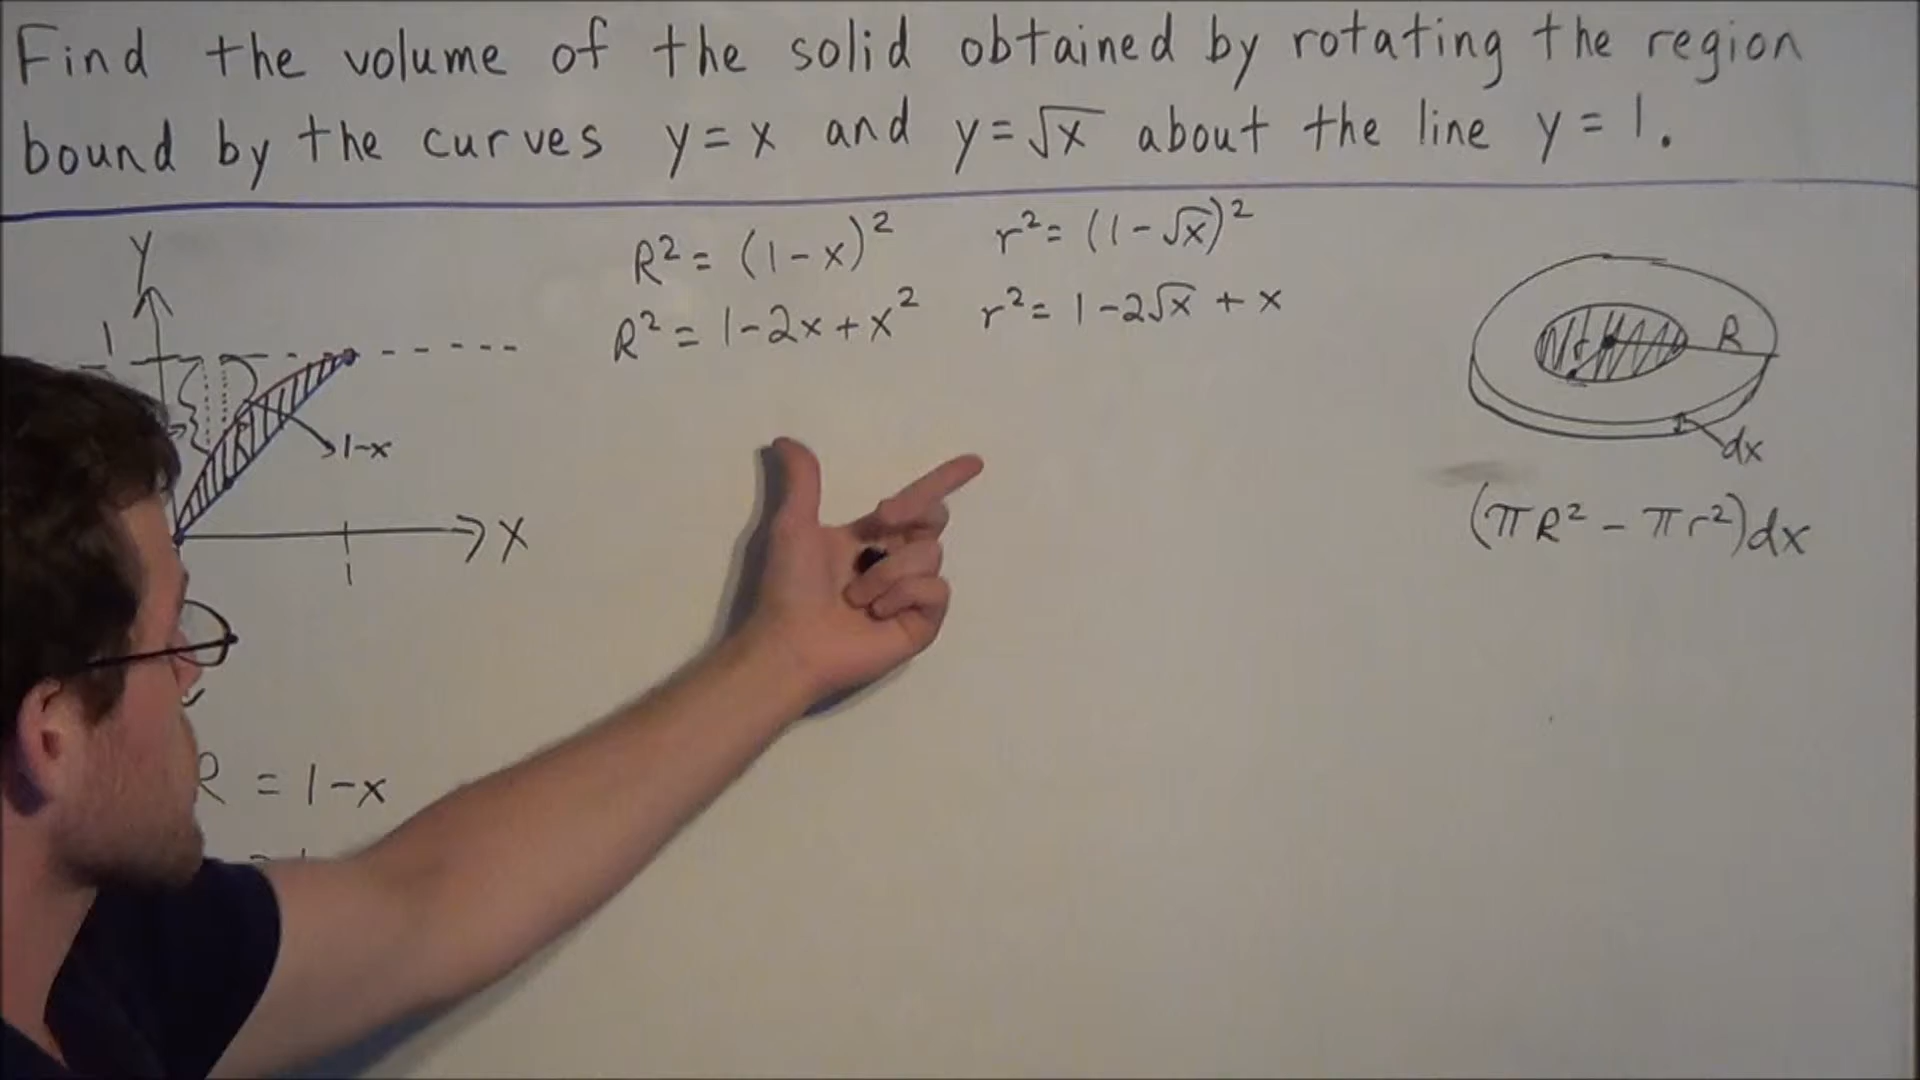 Find the volume of the solid obtained by rotating the region
bound by the curves y = x and y = √x about the line y = 1.
y
1
1-x
x
1
R² = (1-x)²
r² = (1-√x)²
R² = 1-2x+x²
r² = 1-2√x + x
R = 1-x
r
R
dx
(πR² - πr²)dx